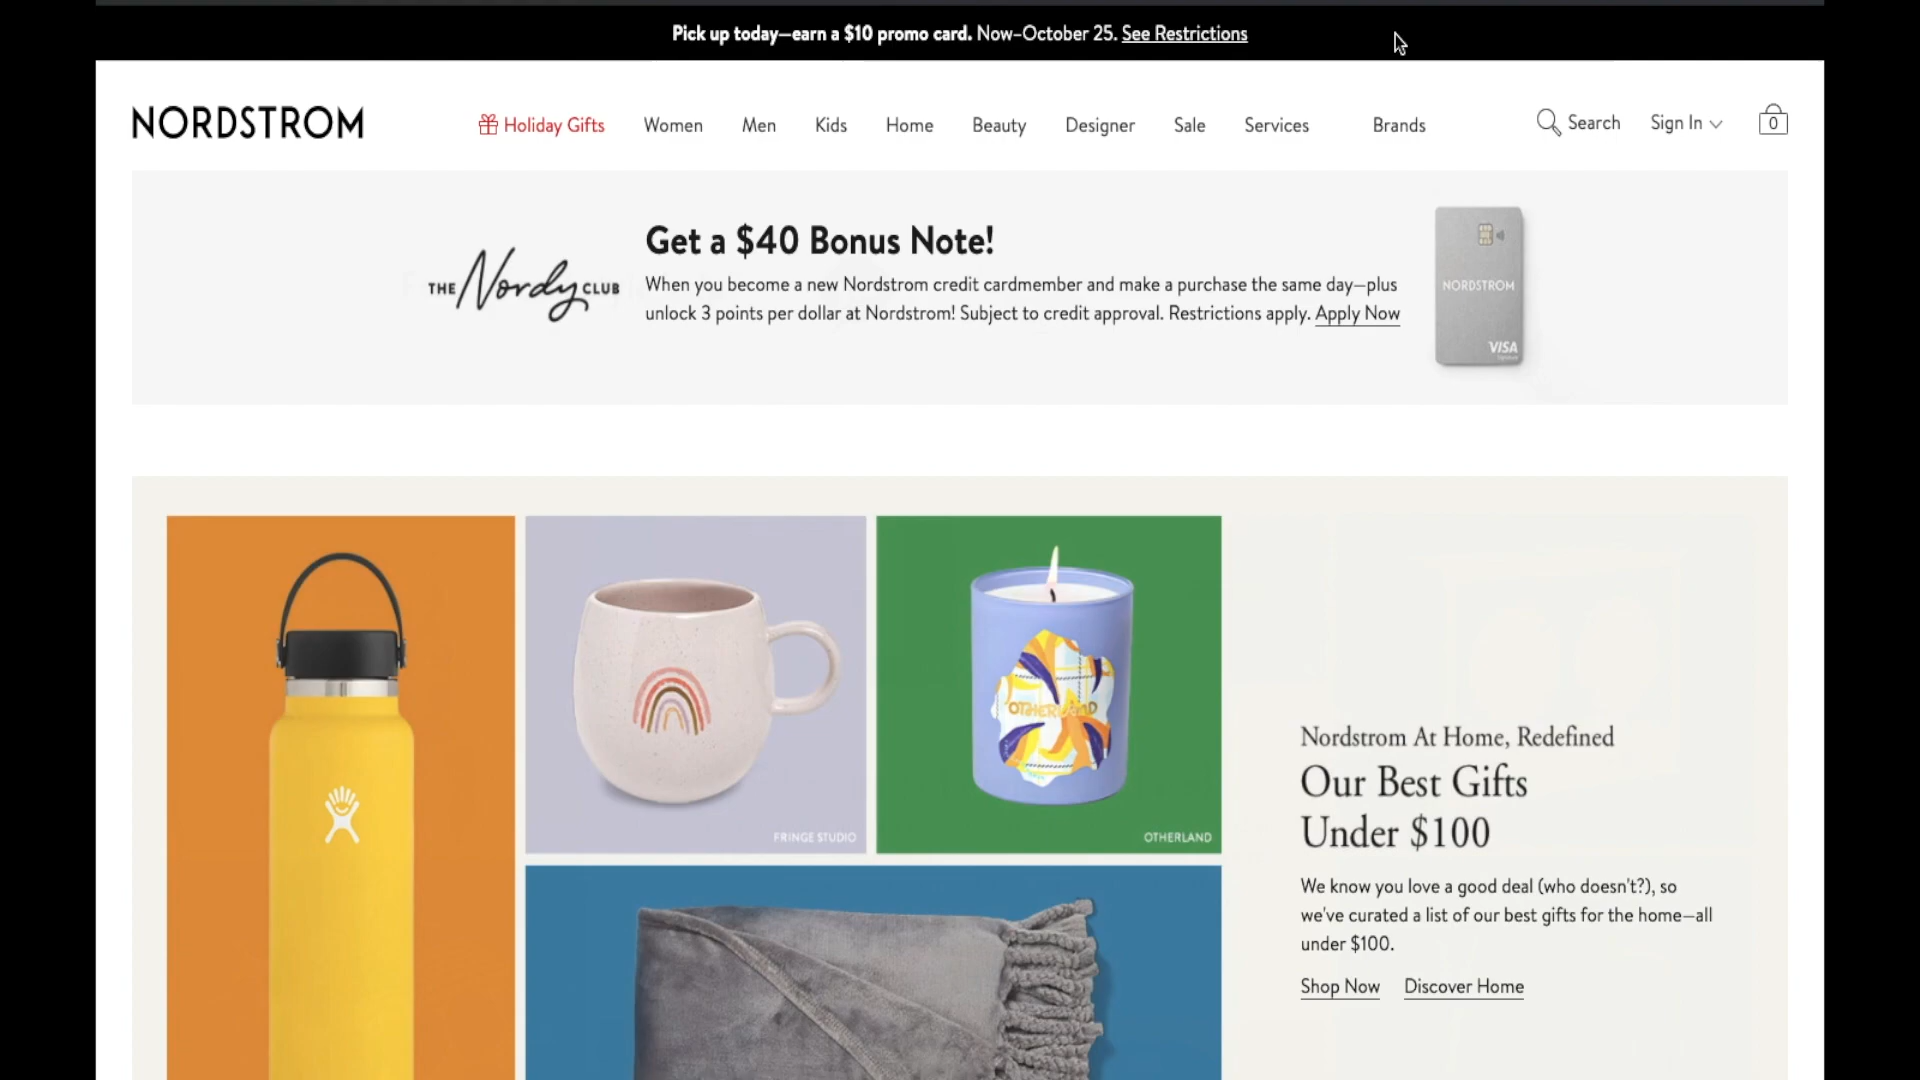 Pick up today—earn a $10 promo card. Now–October 25. See Restrictions
NORDSTROM
Holiday Gifts
Women
Men
Kids
Home
Beauty
Designer
Sale
Services
Brands
Search
Sign In
0
THE Nordy CLUB
Get a $40 Bonus Note!
When you become a new Nordstrom credit cardmember and make a purchase the same day—plus
unlock 3 points per dollar at Nordstrom! Subject to credit approval. Restrictions apply. Apply Now
NORDSTROM
VISA
OTHERLAND
FRINGE STUDIO
OTHERLAND
Nordstrom At Home, Redefined
Our Best Gifts
Under $100
We know you love a good deal (who doesn't?), so
we've curated a list of our best gifts for the home—all
under $100.
Shop Now
Discover Home